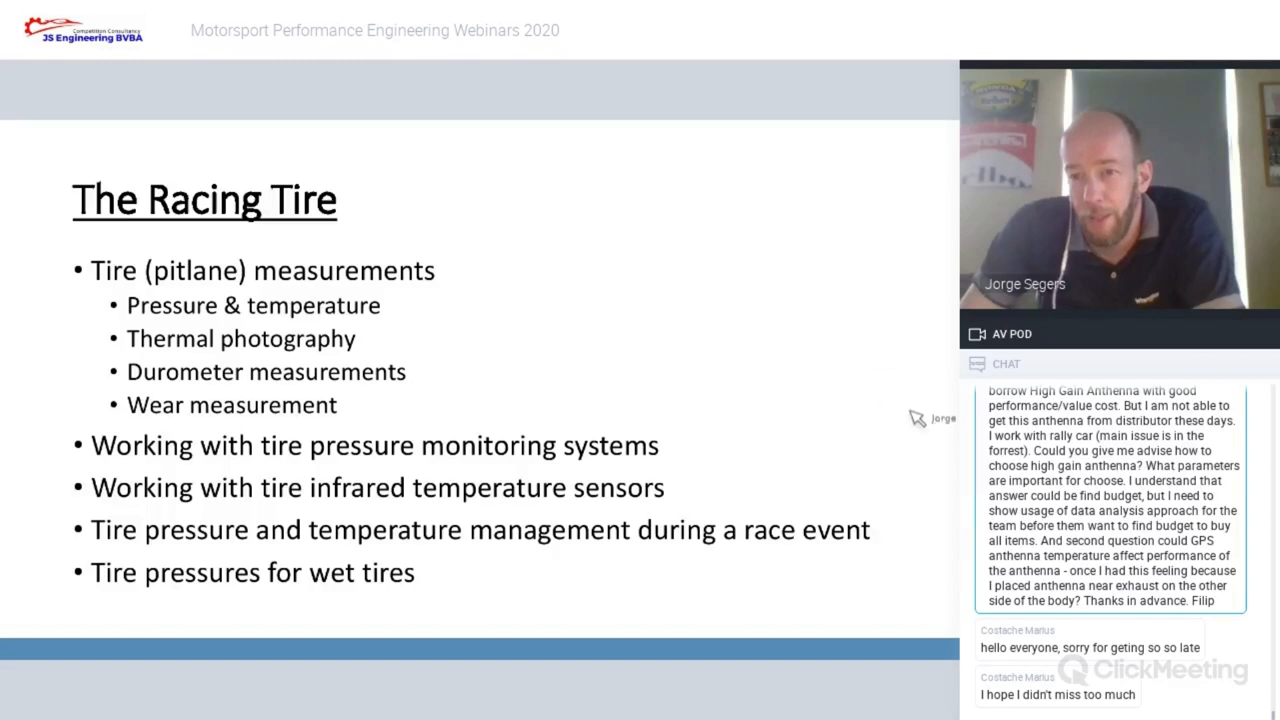 Competition Consultancy
JS Engineering BVBA
Motorsport Performance Engineering Webinars 2020
The Racing Tire
• Tire (pitlane) measurements
• Pressure & temperature
• Thermal photography
• Durometer measurements
• Wear measurement
• Working with tire pressure monitoring systems
• Working with tire infrared temperature sensors
• Tire pressure and temperature management during a race event
• Tire pressures for wet tires
Jorge
Jorge Segers
AV POD
CHAT
borrow High Gain Anthenna with good
performance/value cost. But I am not able to
get this anthenna from distributor these days.
I work with rally car (main issue is in the
forrest). Could you give me advise how to
choose high gain anthenna? What parameters
are important for choose. I understand that
answer could be find budget, but I need to
show usage of data analysis approach for the
team before them want to find budget to buy
all items. And second question could GPS
anthenna temperature affect performance of
the anthenna - once I had this feeling because
I placed anthenna near exhaust on the other
side of the body? Thanks in advance. Filip
Costache Marius
hello everyone, sorry for geting so so late
ClickMeeting
Costache Marius
I hope I didn't miss too much